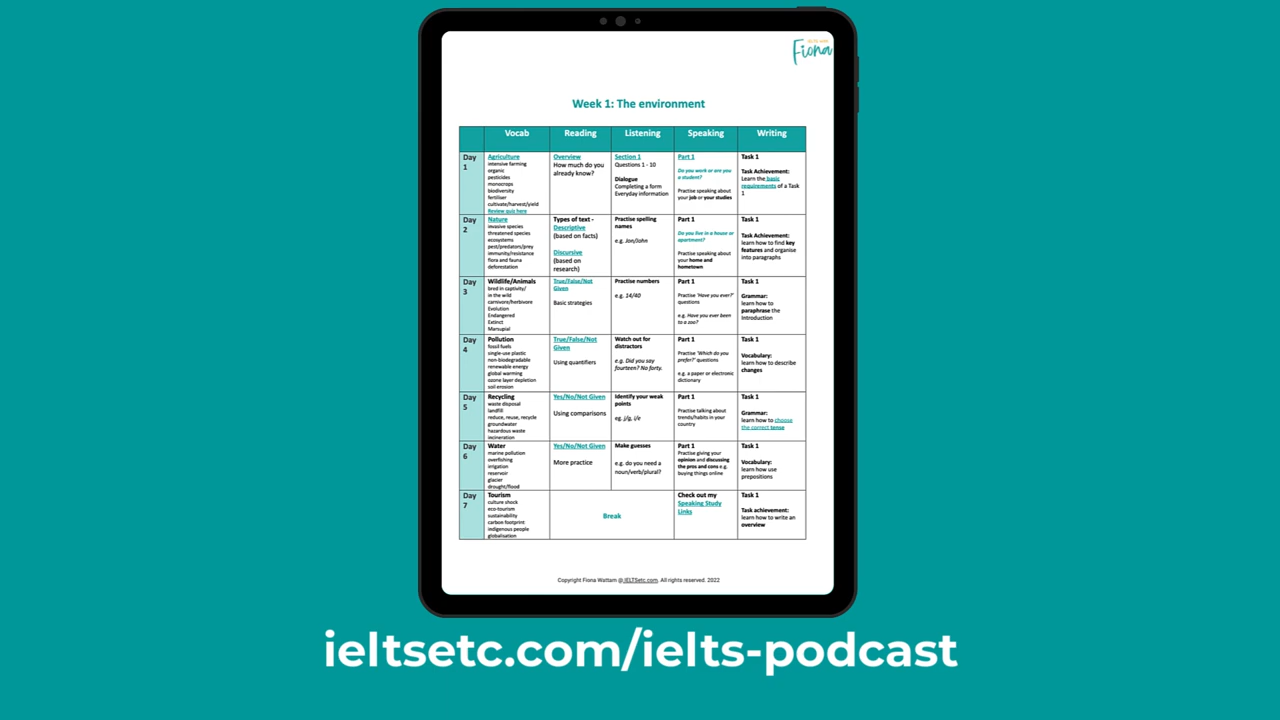 IELTS with
Fiona
Week 1: The environment
Vocab Reading Listening Speaking Writing
Day
1
Agriculture
intensive farming
organic
pesticides
monocrops
biodiversity
fertiliser
cultivate/harvest/yield
Review quiz here
Overview
How much do you
already know?
Section 1
Questions 1 - 10
Dialogue
Completing a form
Everyday information
Part 1
Do you work or are you
a student?
Practise speaking about
your job or your studies
Task 1
Task Achievement:
Learn the basic
requirements of a Task
1
Day
2
Nature
invasive species
threatened species
ecosystems
pest/predators/prey
immunity/resistance
flora and fauna
deforestation
Types of text -
Descriptive
(based on facts)
Discursive
(based on
research)
Practise spelling
names
e.g. Jon/John
Part 1
Do you live in a house or
apartment?
Practise speaking about
your home and
hometown
Task 1
Task Achievement:
learn how to find key
features and organise
into paragraphs
Day
3
Wildlife/Animals
bred in captivity/
in the wild
carnivore/herbivore
Evolution
Endangered
Extinct
Marsupial
True/False/Not
Given
Basic strategies
Practise numbers
e.g. 14/40
Part 1
Practise 'Have you ever?'
questions
e.g. Have you ever been
to a zoo?
Task 1
Grammar:
learn how to
paraphrase the
Introduction
Day
4
Pollution
fossil fuels
single-use plastic
non-biodegradable
renewable energy
global warming
ozone layer depletion
soil erosion
True/False/Not
Given
Using quantifiers
Watch out for
distractors
e.g. Did you say
fourteen? No forty.
Part 1
Practise 'Which do you
prefer?' questions
e.g. a paper or electronic
dictionary
Task 1
Vocabulary:
learn how to describe
changes
Day
5
Recycling
waste disposal
landfill
reduce, reuse, recycle
groundwater
hazardous waste
incineration
Yes/No/Not Given
Using comparisons
Identify your weak
points
eg. j/g, i/e
Part 1
Practise talking about
trends/habits in your
country
Task 1
Grammar:
learn how to choose
the correct tense
Day
6
Water
marine pollution
overfishing
irrigation
reservoir
glacier
drought/flood
Yes/No/Not Given
More practice
Make guesses
e.g. do you need a
noun/verb/plural?
Part 1
Practise giving your
opinion and discussing
the pros and cons e.g.
buying things online
Task 1
Vocabulary:
learn how use
prepositions
Day
7
Tourism
culture shock
eco-tourism
sustainability
carbon footprint
indigenous people
globalisation
Break
Check out my
Speaking Study
Links
Task 1
Task achievement:
learn how to write an
overview
Copyright Fiona Wattam @ IELTSetc.com. All rights reserved. 2022
ieltsetc.com/ielts-podcast